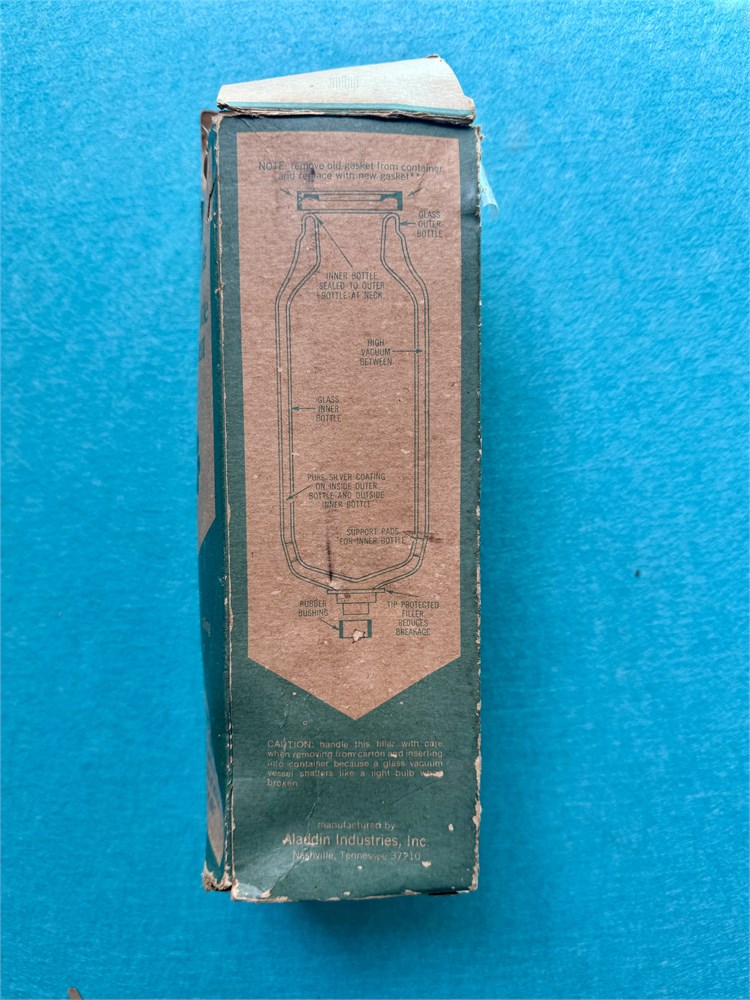 NOTE: remove old gasket from container
and replace with new gasket**
GLASS
OUTER
BOTTLE
INNER BOTTLE
SEALED TO OUTER
BOTTLE AT NECK
HIGH
VACUUM
BETWEEN
GLASS
INNER
BOTTLE
PURE SILVER COATING
ON INSIDE OUTER
BOTTLE AND OUTSIDE
INNER BOTTLE
SUPPORT PADS
FOR INNER BOTTLE
RUBBER
BUSHING
TIP PROTECTED
FILLER
REDUCES
BREAKAGE
CAUTION: handle this filler with care
when removing from carton and inserting
into container because a glass vacuum
vessel shatters like a light bulb when
broken
manufactured by
Aladdin Industries, Inc.
Nashville, Tennessee 37210